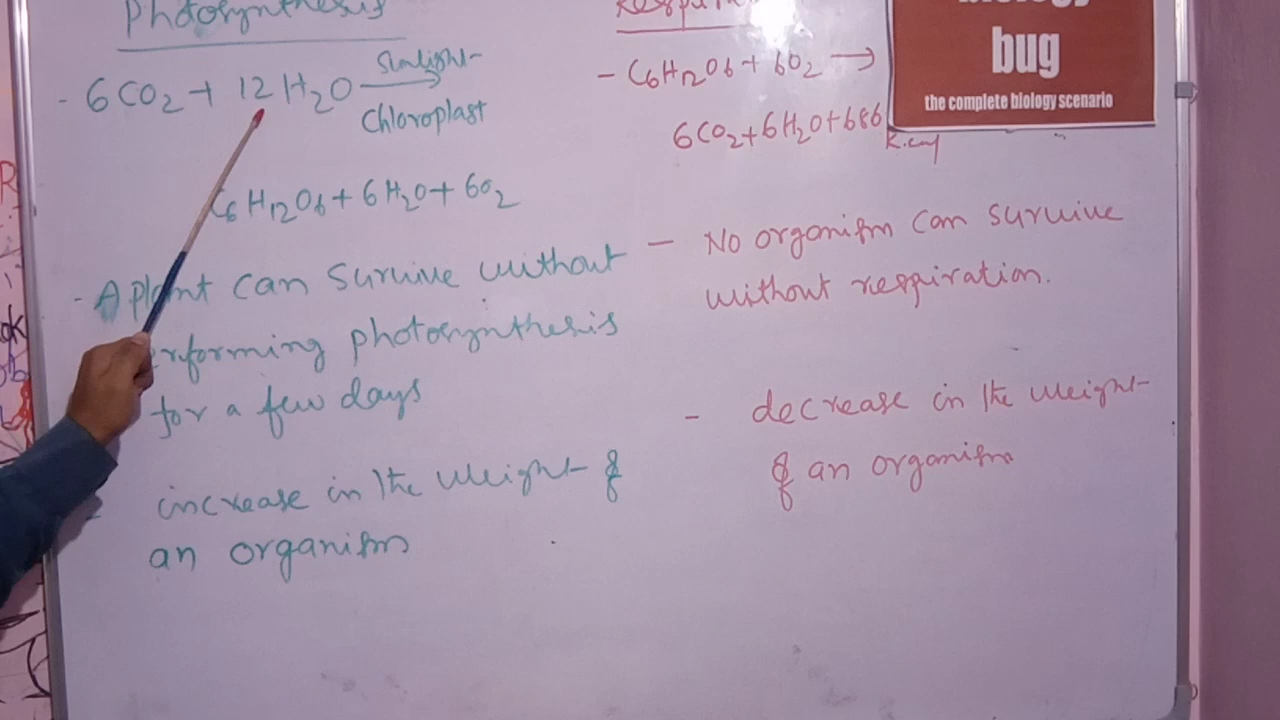 Photosynthesis
- 6CO2 + 12H2O Sunlight
Chloroplast
C6H12O6 + 6H2O + 6O2
- A plant can survive without
performing photosynthesis
for a few days
- increase in the weight of
an organism
- C6H12O6 + 6O2 →
6CO2 + 6H2O + 686
K.cal
- No organism can survive
without respiration.
- decrease in the weight
of an organism
bug
the complete biology scenario